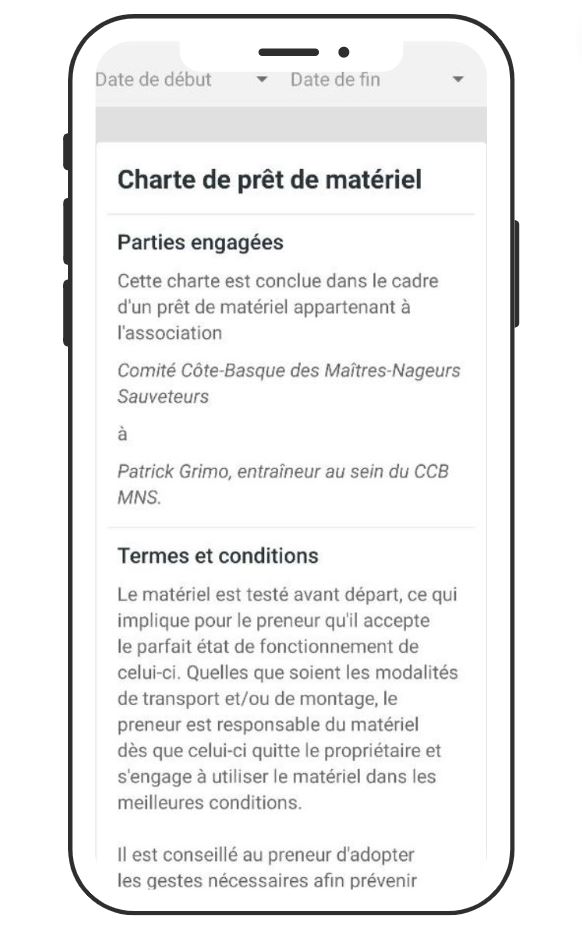 Date de début
Date de fin
Charte de prêt de matériel
Parties engagées
Cette charte est conclue dans le cadre
d'un prêt de matériel appartenant à
l'association
Comité Côte-Basque des Maîtres-Nageurs
Sauveteurs
à
Patrick Grimo, entraîneur au sein du CCB
MNS.
Termes et conditions
Le matériel est testé avant départ, ce qui
implique pour le preneur qu'il accepte
le parfait état de fonctionnement de
celui-ci. Quelles que soient les modalités
de transport et/ou de montage, le
preneur est responsable du matériel
dès que celui-ci quitte le propriétaire et
s'engage à utiliser le matériel dans les
meilleures conditions.
Il est conseillé au preneur d'adopter
les gestes nécessaires afin prévenir